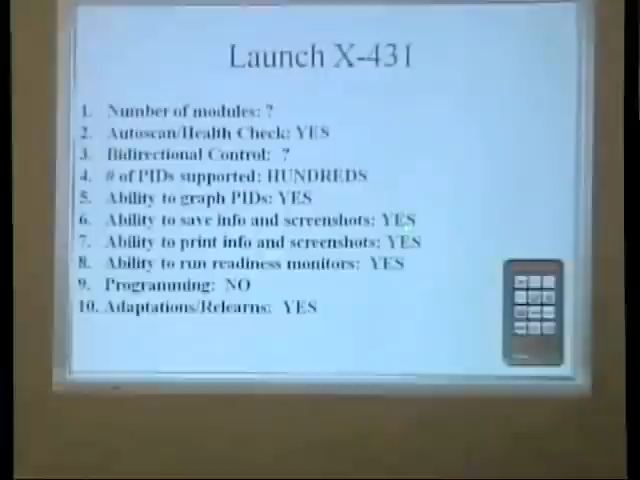 Launch X-431
1. Number of modules: ?
2. Autoscan/Health Check: YES
3. Bidirectional Control: ?
4. # of PIDs supported: HUNDREDS
5. Ability to graph PIDs: YES
6. Ability to save info and screenshots: YES
7. Ability to print info and screenshots: YES
8. Ability to run readiness monitors: YES
9. Programming: NO
10. Adaptations/Relearns: YES